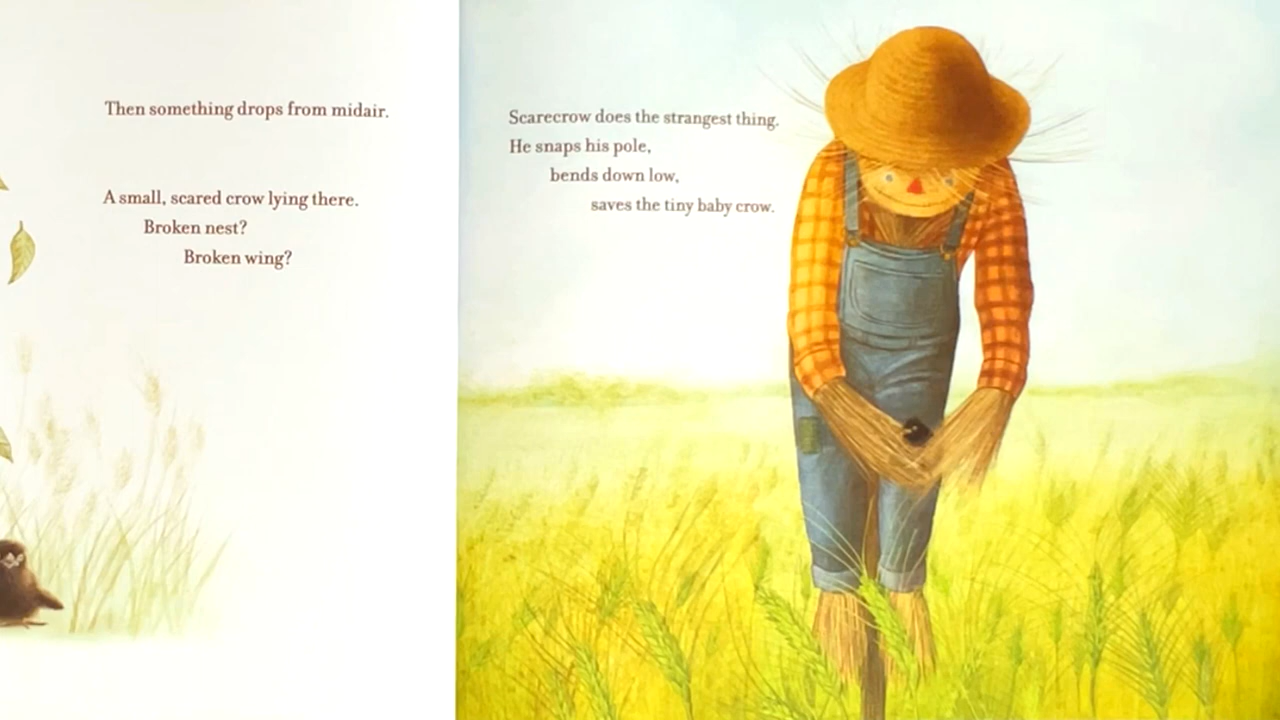 Then something drops from midair.
A small, scared crow lying there.
Broken nest?
Broken wing?
Scarecrow does the strangest thing.
He snaps his pole,
bends down low,
saves the tiny baby crow.